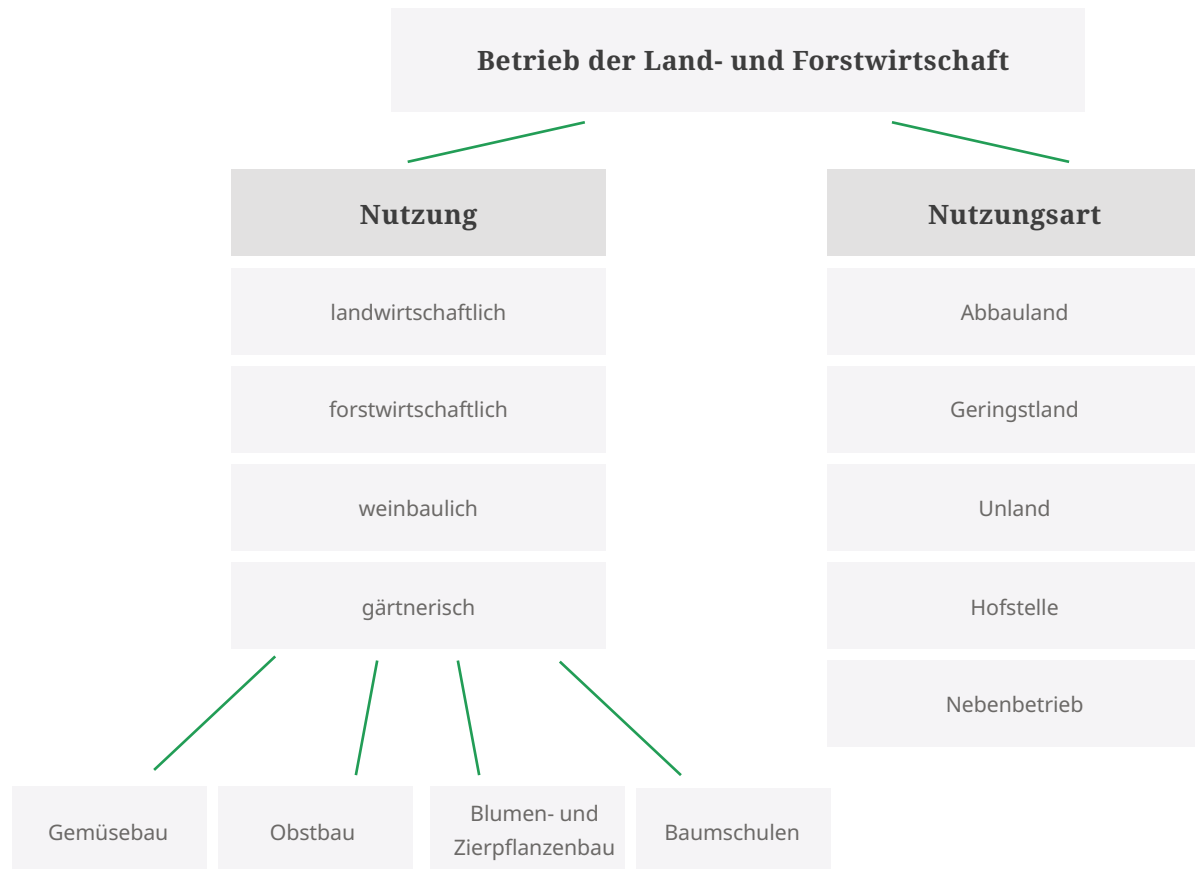 Betrieb der Land- und Forstwirtschaft
Nutzung
Nutzungsart
landwirtschaftlich
Abbauland
forstwirtschaftlich
Geringstland
weinbaulich
Unland
gärtnerisch
Hofstelle
Nebenbetrieb
Gemüsebau
Obstbau
Blumen- und
Zierpflanzenbau
Baumschulen